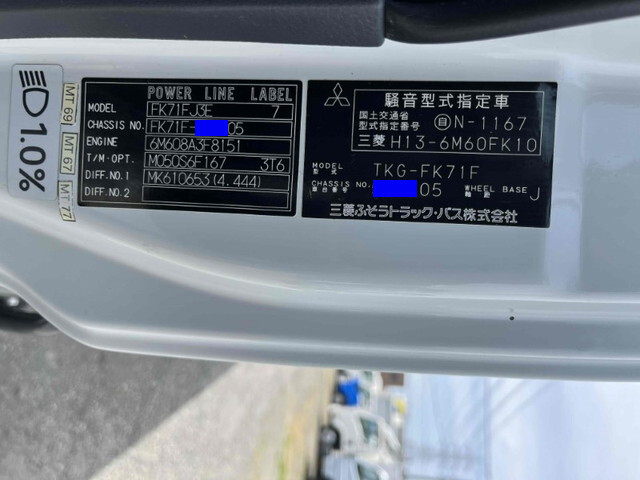 1.0%
MT69
MT67
MT77
POWER LINE LABEL
MODEL FK71FJ3E 7
CHASSIS NO. FK71F- 05
ENGINE 6M608A3F8151
T/M・OPT. M050S6F167 3T6
DIFF.NO.1 MK610653(4.444)
DIFF.NO.2
騒音型式指定車
国土交通省
型式指定番号 自N-1167
三菱 H13-6M60FK10
MODEL 型式 TKG-FK71F
CHASSIS NO. 車台番号 05 WHEEL BASE 軸距 J
三菱ふそうトラック・バス株式会社